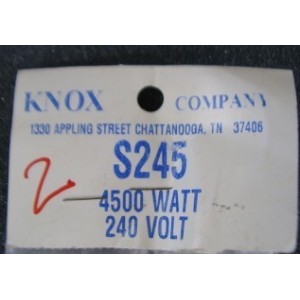 KNOX COMPANY
1330 APPLING STREET CHATTANOOGA, TN 37406
S245
2
4500 WATT
240 VOLT